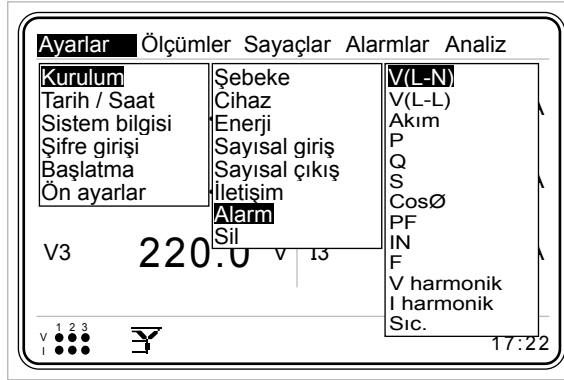 Ayarlar Ölçümler Sayaçlar Alarmlar Analiz
Kurulum
Tarih / Saat
Sistem bilgisi
Şifre girişi
Başlatma
Ön ayarlar
Şebeke
Cihaz
Enerji
Sayısal giriş
Sayısal çıkış
İletişim
Alarm
Sil
V(L-N)
V(L-L)
Akım
P
Q
S
CosØ
PF
IN
F
V harmonik
I harmonik
Sıc.
V3 220.0 V I3
1 2 3
V
I
17:22